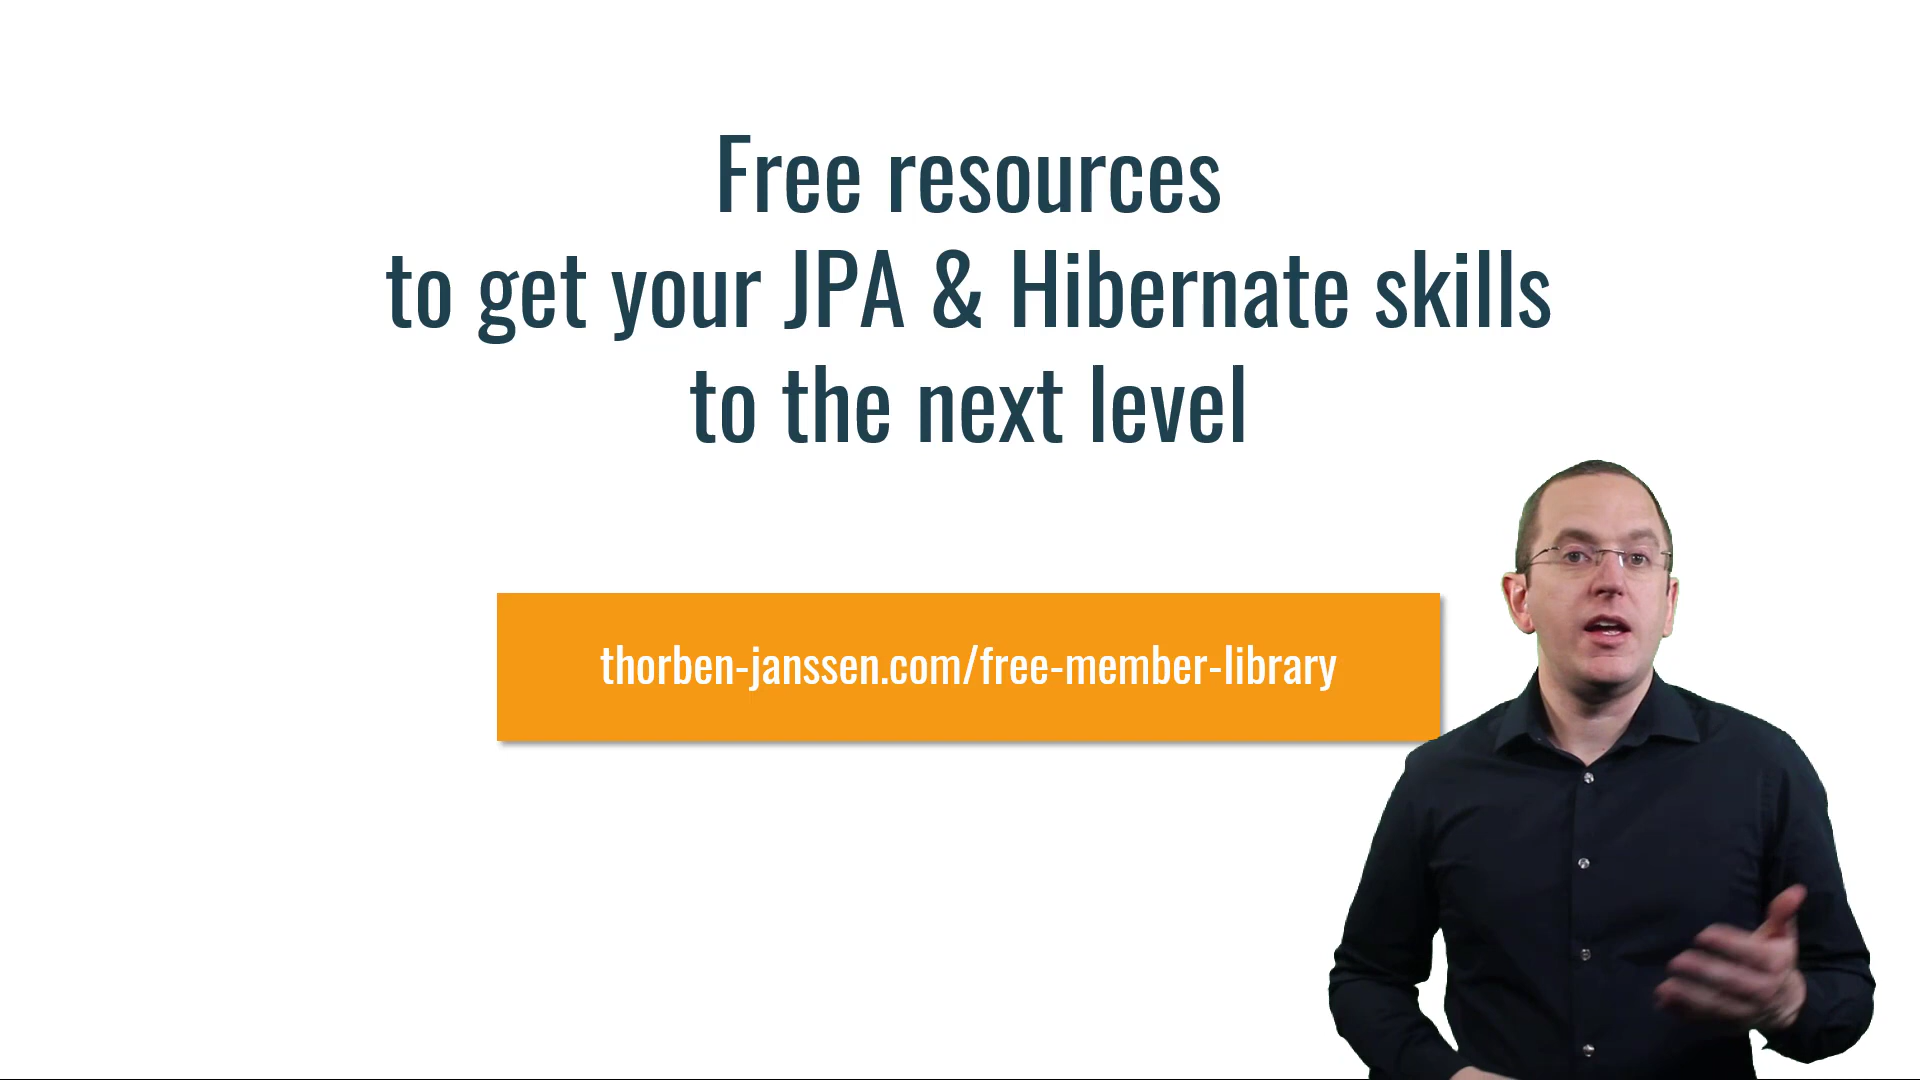 Free resources
to get your JPA & Hibernate skills
to the next level
thorben-janssen.com/free-member-library